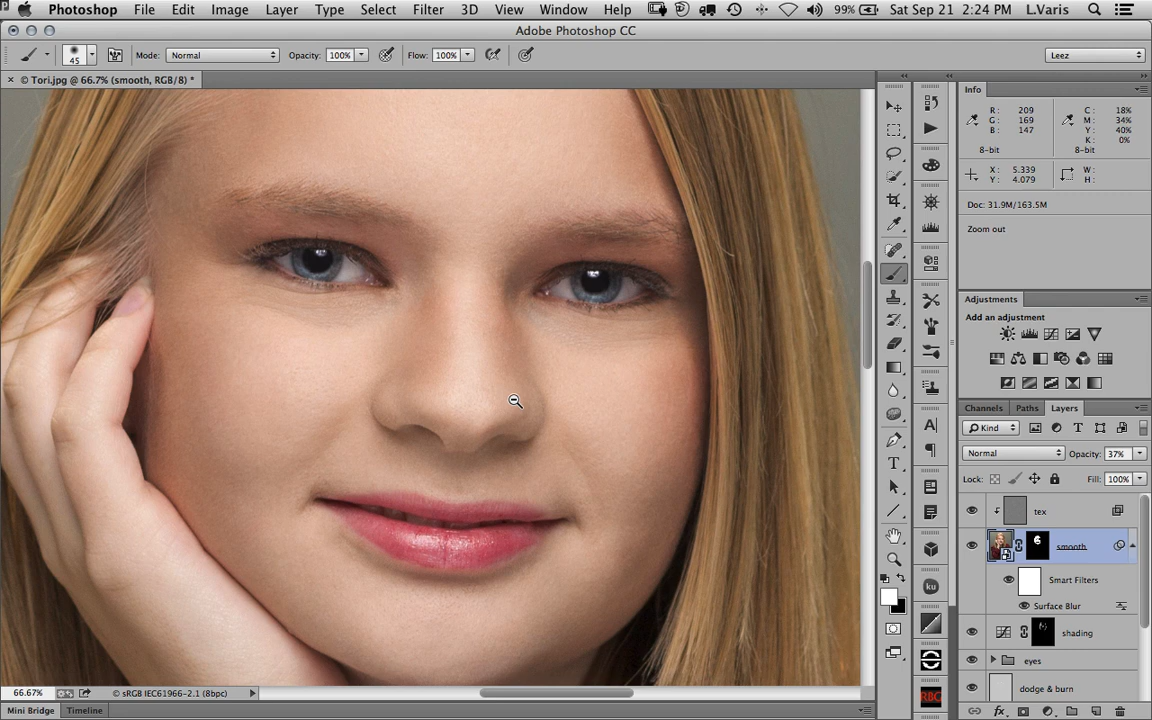 Photoshop File Edit Image Layer Type Select Filter 3D View Window Help 99% Sat Sep 21 2:24 PM L.Varis
Adobe Photoshop CC
45 Mode: Normal Opacity: 100% Flow: 100% Leez
× © Tori.jpg @ 66.7% (smooth, RGB/8) *
Info
R: 209 C: 18%
G: 169 M: 34%
B: 147 Y: 40%
K: 0%
8-bit 8-bit
X: 5.339 W:
Y: 4.079 H:
Doc: 31.9M/163.5M
Zoom out
Adjustments
Add an adjustment
Channels Paths Layers
Kind
Normal Opacity: 37%
Lock: Fill: 100%
tex
smooth
Smart Filters
Surface Blur
shading
eyes
dodge & burn
ku
RBG
66.67% © sRGB IEC61966-2.1 (8bpc)
Mini Bridge Timeline
fx